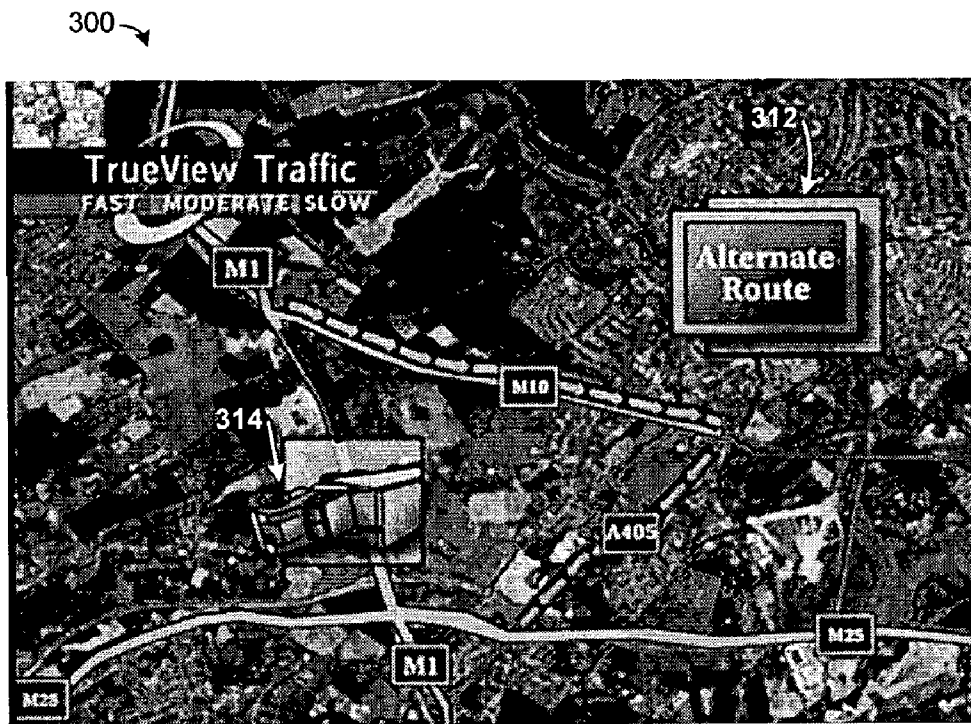 300
312
TrueView Traffic
FAST MODERATE SLOW
M1
Alternate
Route
M10
314
A405
M25
M1
M25